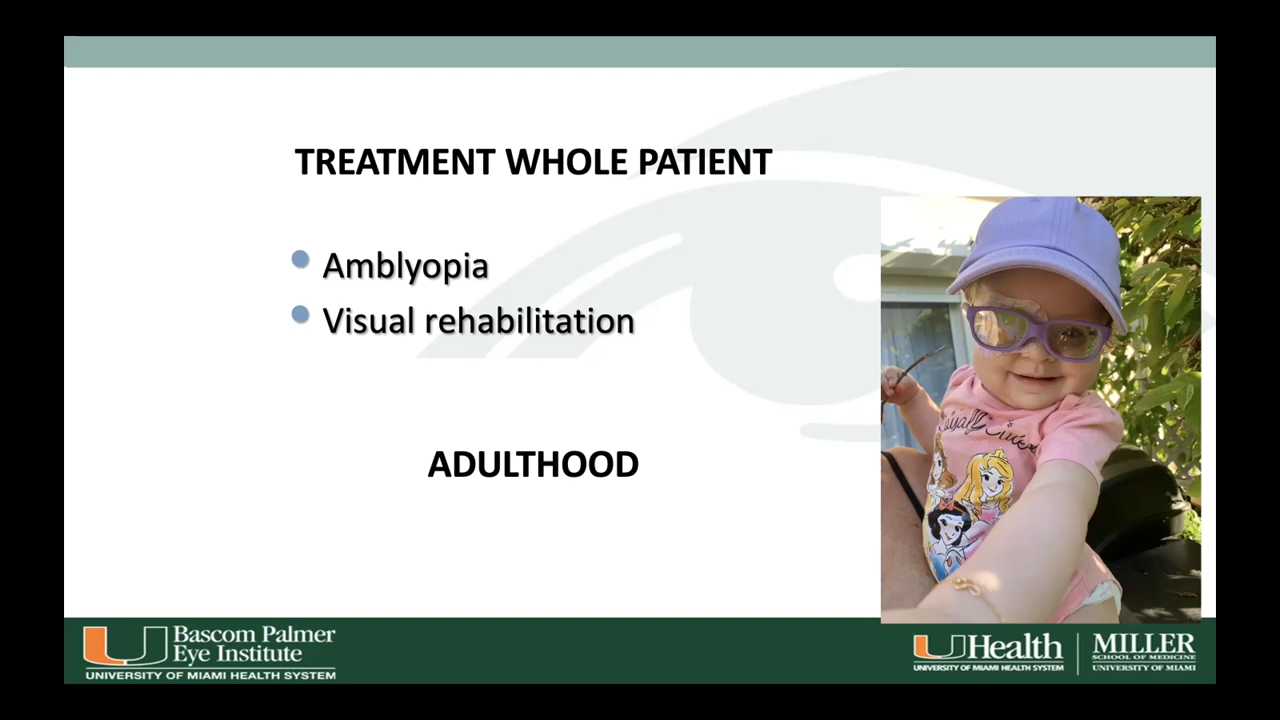 TREATMENT WHOLE PATIENT
Amblyopia
Visual rehabilitation
ADULTHOOD
Bascom Palmer
Eye Institute
UNIVERSITY OF MIAMI HEALTH SYSTEM
UHealth
UNIVERSITY OF MIAMI HEALTH SYSTEM
MILLER
SCHOOL OF MEDICINE
UNIVERSITY OF MIAMI